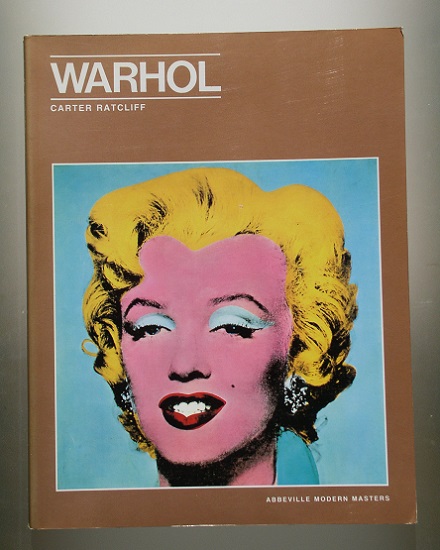 WARHOL
CARTER RATCLIFF
ABBEVILLE MODERN MASTERS